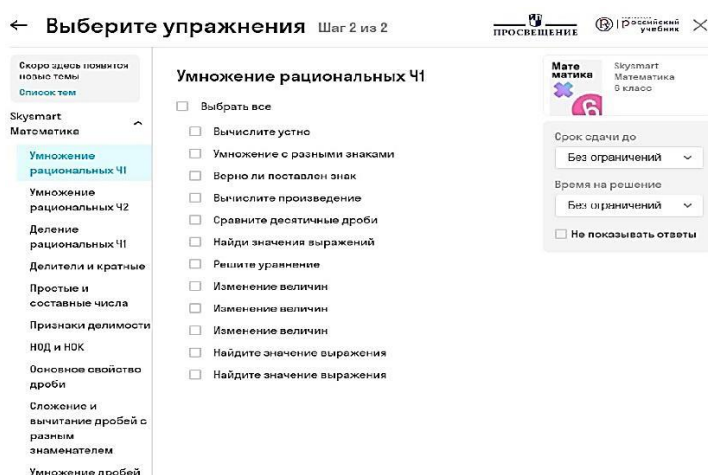 ← Выберите упражнения Шаг 2 из 2
ПРОСВЕЩЕНИЕ
российский
учебник
Скоро здесь появятся
новые темы
Список тем
Skysmart
Математика
Умножение
рациональных Ч1
Умножение
рациональных Ч2
Деление
рациональных Ч1
Делители и кратные
Простые и
составные числа
Признаки делимости
НОД и НОК
Основное свойство
дроби
Сложение и
вычитание дробей с
разным
знаменателем
Умножение дробей
Умножение рациональных Ч1
Выбрать все
Вычислите устно
Умножение с разными знаками
Верно ли поставлен знак
Вычислите произведение
Сравните десятичные дроби
Найди значения выражений
Решите уравнение
Изменение величин
Изменение величин
Изменение величин
Найдите значение выражения
Найдите значение выражения
Мате
матика
6
Skysmart
Математика
6 класс
Срок сдачи до
Без ограничений
Время на решение
Без ограничений
Не показывать ответы